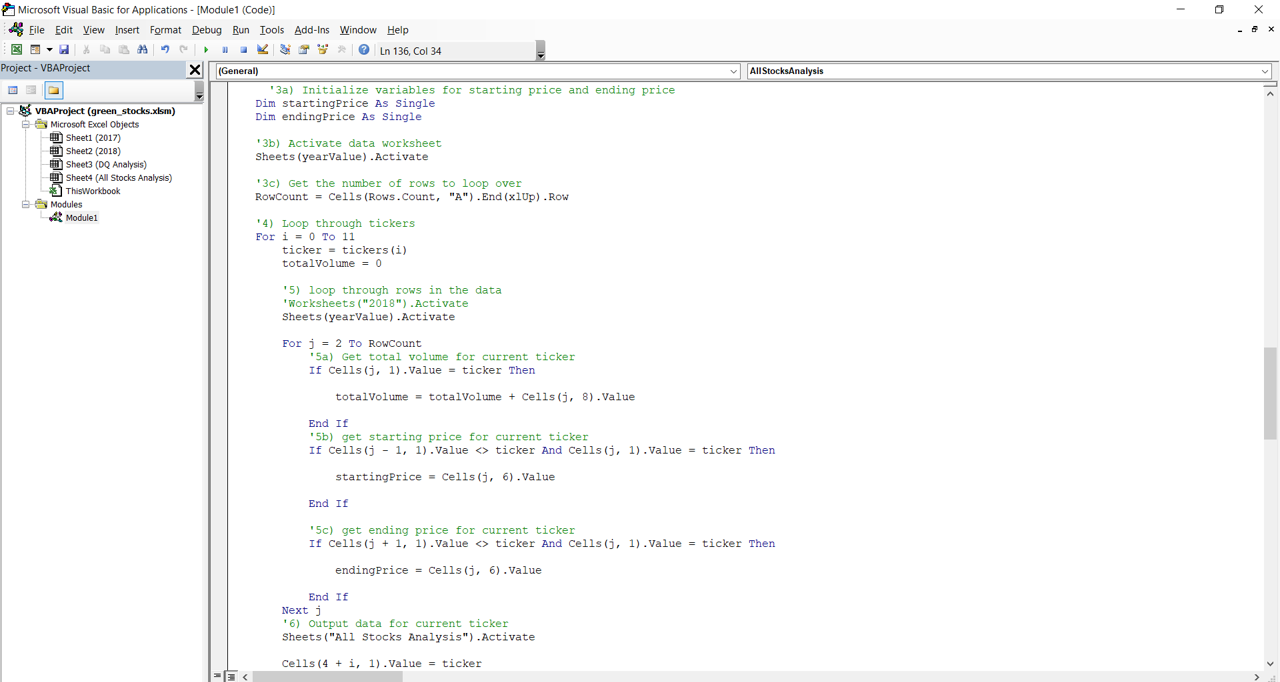 Microsoft Visual Basic for Applications - [Module1 (Code)]
File Edit View Insert Format Debug Run Tools Add-Ins Window Help
Ln 136, Col 34
Project - VBAProject
(General)
AllStocksAnalysis
VBAProject (green_stocks.xlsm)
Microsoft Excel Objects
Sheet1 (2017)
Sheet2 (2018)
Sheet3 (DQ Analysis)
Sheet4 (All Stocks Analysis)
ThisWorkbook
Modules
Module1
'3a) Initialize variables for starting price and ending price
Dim startingPrice As Single
Dim endingPrice As Single
'3b) Activate data worksheet
Sheets(yearValue).Activate
'3c) Get the number of rows to loop over
RowCount = Cells(Rows.Count, "A").End(xlUp).Row
'4) Loop through tickers
For i = 0 To 11
ticker = tickers(i)
totalVolume = 0
'5) loop through rows in the data
'Worksheets("2018").Activate
Sheets(yearValue).Activate
For j = 2 To RowCount
'5a) Get total volume for current ticker
If Cells(j, 1).Value = ticker Then
totalVolume = totalVolume + Cells(j, 8).Value
End If
'5b) get starting price for current ticker
If Cells(j - 1, 1).Value <> ticker And Cells(j, 1).Value = ticker Then
startingPrice = Cells(j, 6).Value
End If
'5c) get ending price for current ticker
If Cells(j + 1, 1).Value <> ticker And Cells(j, 1).Value = ticker Then
endingPrice = Cells(j, 6).Value
End If
Next j
'6) Output data for current ticker
Sheets("All Stocks Analysis").Activate
Cells(4 + i, 1).Value = ticker